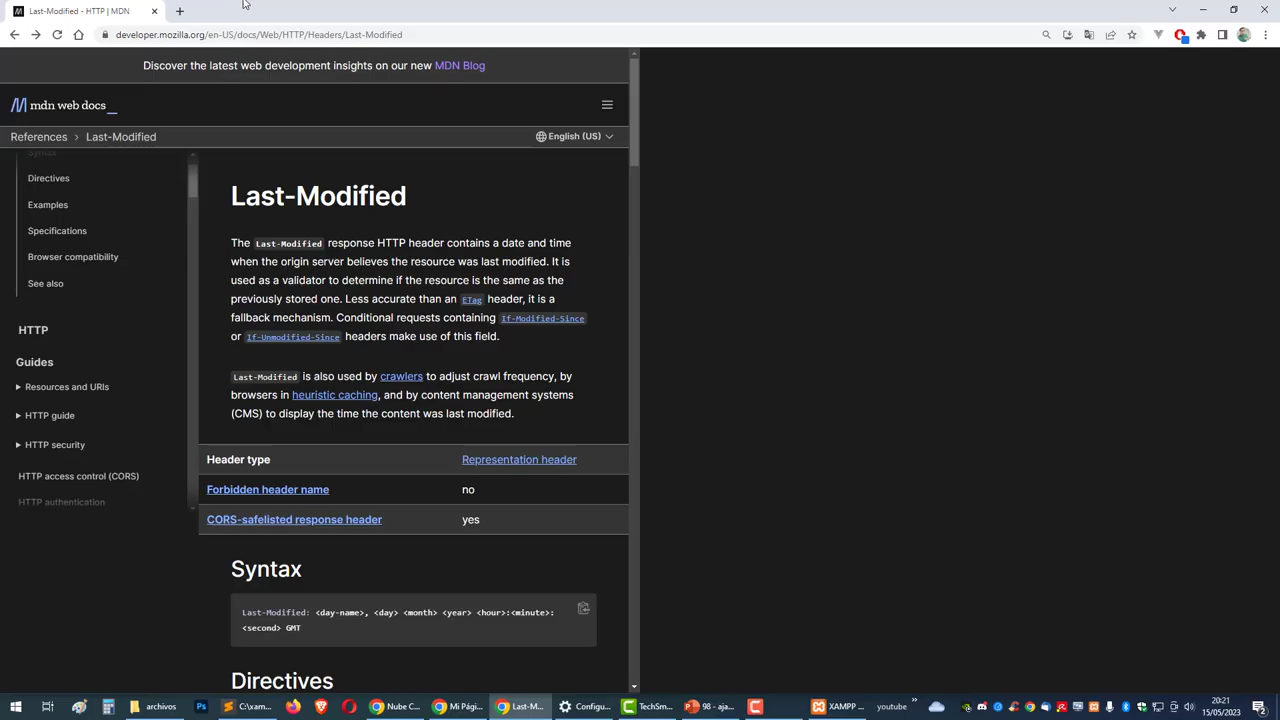 Last-Modified - HTTP | MDN
developer.mozilla.org/en-US/docs/Web/HTTP/Headers/Last-Modified
Discover the latest web development insights on our new MDN Blog
mdn web docs_
References > Last-Modified
English (US)
Syntax
Directives
Examples
Specifications
Browser compatibility
See also
HTTP
Guides
Resources and URIs
HTTP guide
HTTP security
HTTP access control (CORS)
HTTP authentication
Last-Modified
The Last-Modified response HTTP header contains a date and time
when the origin server believes the resource was last modified. It is
used as a validator to determine if the resource is the same as the
previously stored one. Less accurate than an ETag header, it is a
fallback mechanism. Conditional requests containing If-Modified-Since
or If-Unmodified-Since headers make use of this field.
Last-Modified is also used by crawlers to adjust crawl frequency, by
browsers in heuristic caching, and by content management systems
(CMS) to display the time the content was last modified.
Header type Representation header
Forbidden header name no
CORS-safelisted response header yes
Syntax
Last-Modified: <day-name>, <day> <month> <year> <hour>:<minute>:
<second> GMT
Directives
archivos
C:\xam...
Nube C...
Mi Pági...
Last-M...
Configu...
TechSm...
98 - aja...
XAMPP ...
youtube
20:21
15/05/2023